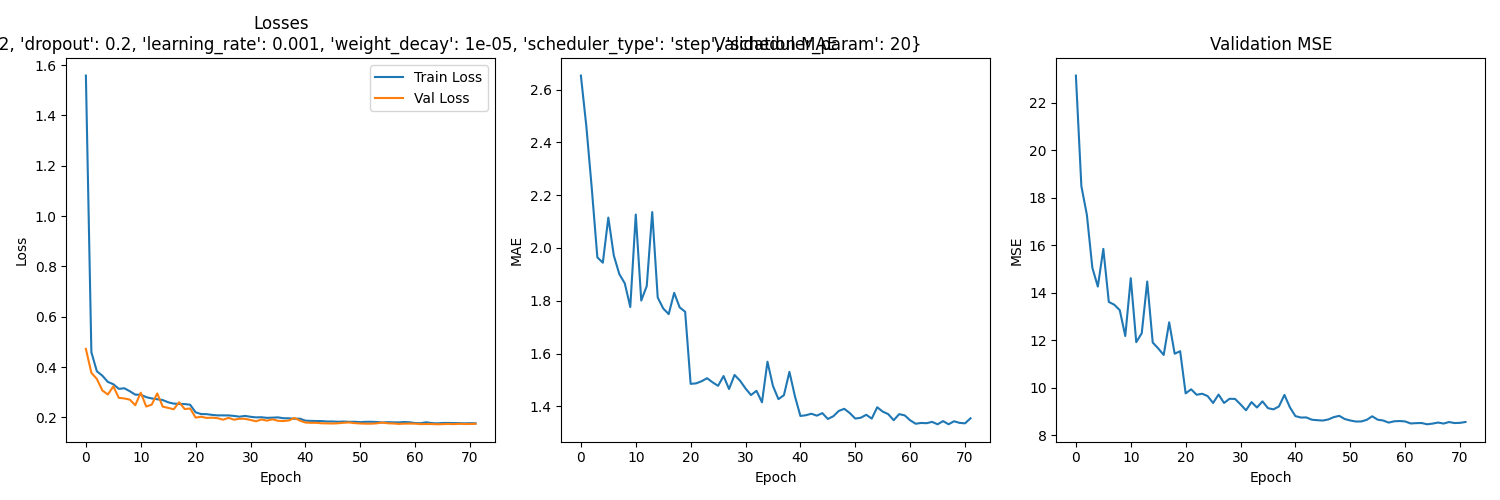 Losses
2, 'dropout': 0.2, 'learning_rate': 0.001, 'weight_decay': 1e-05, 'scheduler_type': 'step', 'scheduler_param': 20}
Validation MAE
Validation MSE
Train Loss
Val Loss
Loss
1.6
1.4
1.2
1.0
0.8
0.6
0.4
0.2
0 10 20 30 40 50 60 70
Epoch
MAE
2.6
2.4
2.2
2.0
1.8
1.6
1.4
0 10 20 30 40 50 60 70
Epoch
MSE
22
20
18
16
14
12
10
8
0 10 20 30 40 50 60 70
Epoch